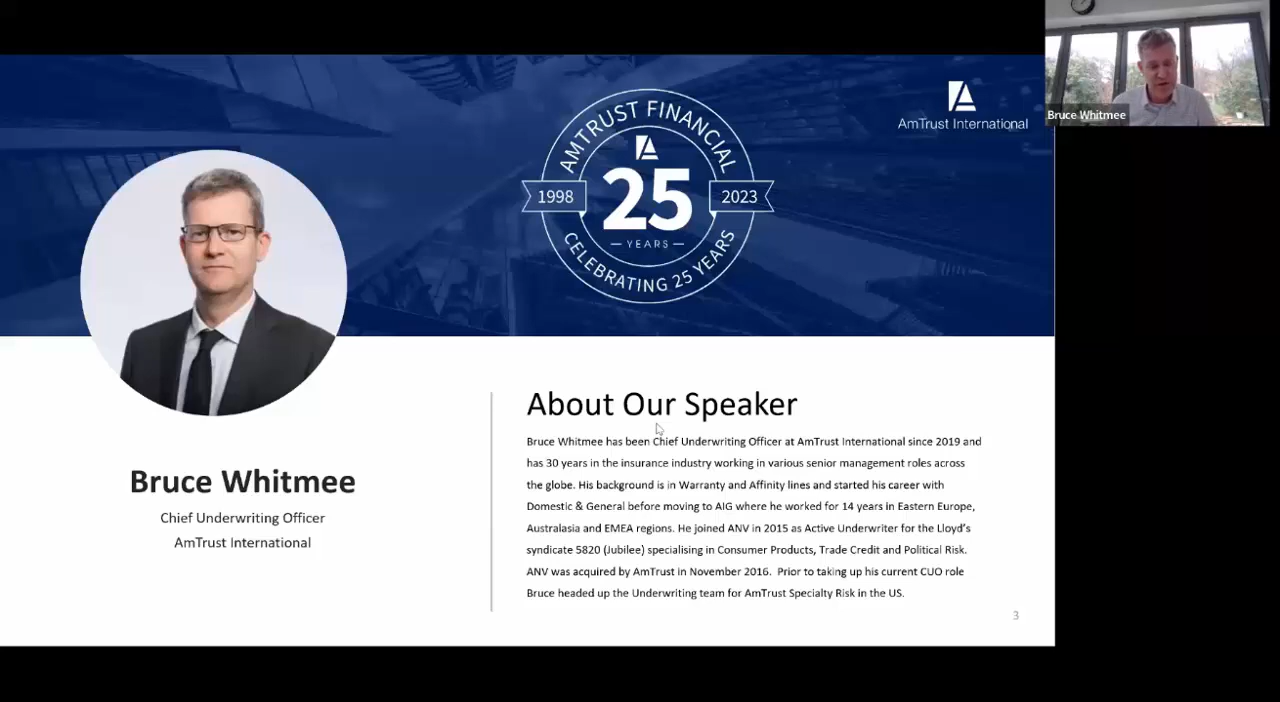 AMTRUST FINANCIAL
1998
25
2023
YEARS
CELEBRATING 25 YEARS
AmTrust International
Bruce Whitmee
Bruce Whitmee
Chief Underwriting Officer
AmTrust International
About Our Speaker
Bruce Whitmee has been Chief Underwriting Officer at AmTrust International since 2019 and
has 30 years in the insurance industry working in various senior management roles across
the globe. His background is in Warranty and Affinity lines and started his career with
Domestic & General before moving to AIG where he worked for 14 years in Eastern Europe,
Australasia and EMEA regions. He joined ANV in 2015 as Active Underwriter for the Lloyd's
syndicate 5820 (Jubilee) specialising in Consumer Products, Trade Credit and Political Risk.
ANV was acquired by AmTrust in November 2016.  Prior to taking up his current CUO role
Bruce headed up the Underwriting team for AmTrust Specialty Risk in the US.
3